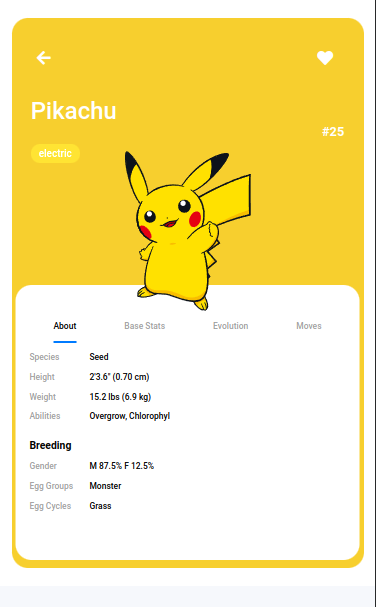 Pikachu
#25
electric
About Base Stats Evolution Moves
Species Seed
Height 2'3.6" (0.70 cm)
Weight 15.2 lbs (6.9 kg)
Abilities Overgrow, Chlorophyl
Breeding
Gender M 87.5% F 12.5%
Egg Groups Monster
Egg Cycles Grass